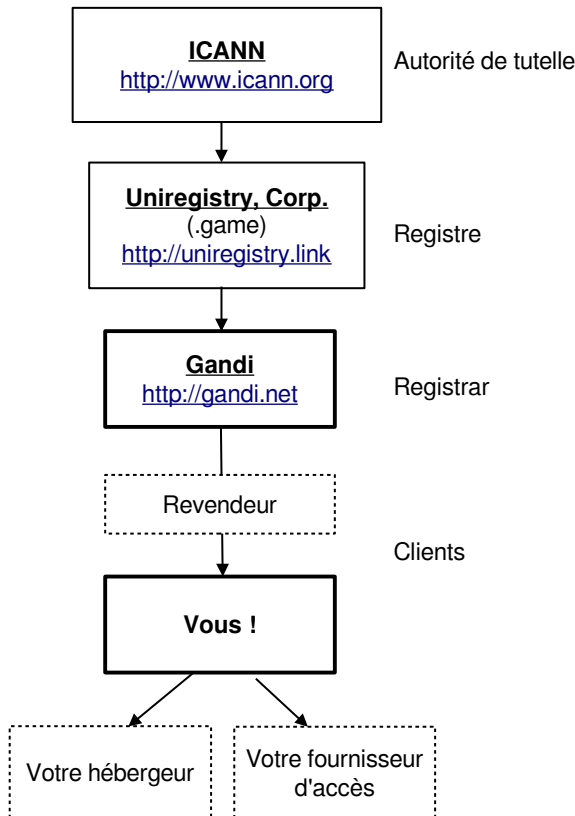 ICANN
http://www.icann.org
Autorité de tutelle
Uniregistry, Corp.
(.game)
http://uniregistry.link
Registre
Gandi
http://gandi.net
Registrar
Revendeur
Clients
Vous !
Votre hébergeur
Votre fournisseur
d'accès